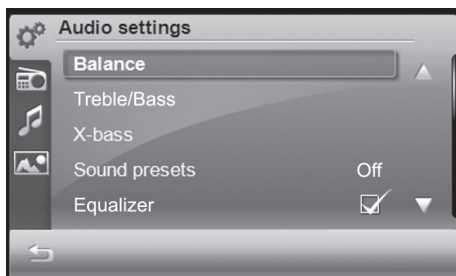 Audio settings
Balance
Treble/Bass
X-bass
Sound presets Off
Equalizer